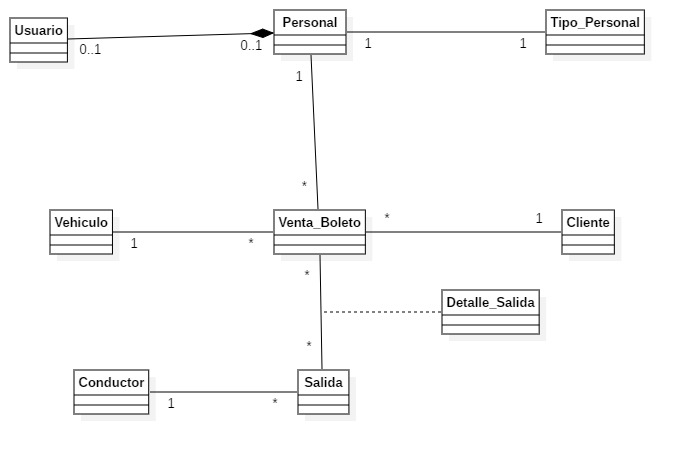 Usuario
0..1
0..1
Personal
1
1
Tipo_Personal
1
*
Vehiculo
1
*
Venta_Boleto
*
1
Cliente
*
Detalle_Salida
*
Conductor
1
*
Salida